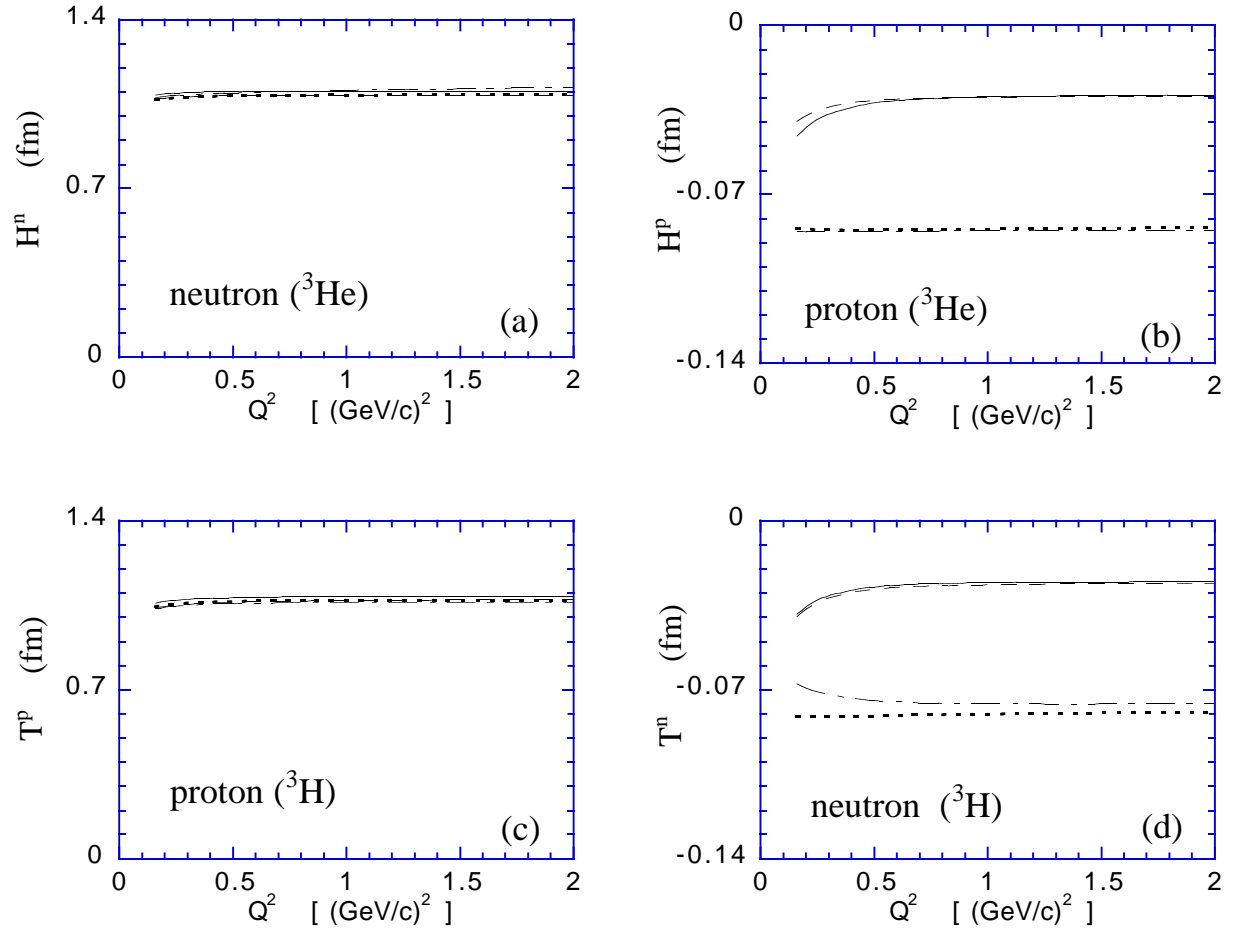 1.4
H^n (fm)
0.7
neutron (^3He)
(a)
0
0 0.5 1 1.5 2
Q^2 [ (GeV/c)^2 ]
0
H^p (fm)
-0.07
proton (^3He)
(b)
-0.14
0 0.5 1 1.5 2
Q^2 [ (GeV/c)^2 ]
1.4
T^p (fm)
0.7
proton (^3H)
(c)
0
0 0.5 1 1.5 2
Q^2 [ (GeV/c)^2 ]
0
T^n (fm)
-0.07
neutron (^3H)
(d)
-0.14
0 0.5 1 1.5 2
Q^2 [ (GeV/c)^2 ]